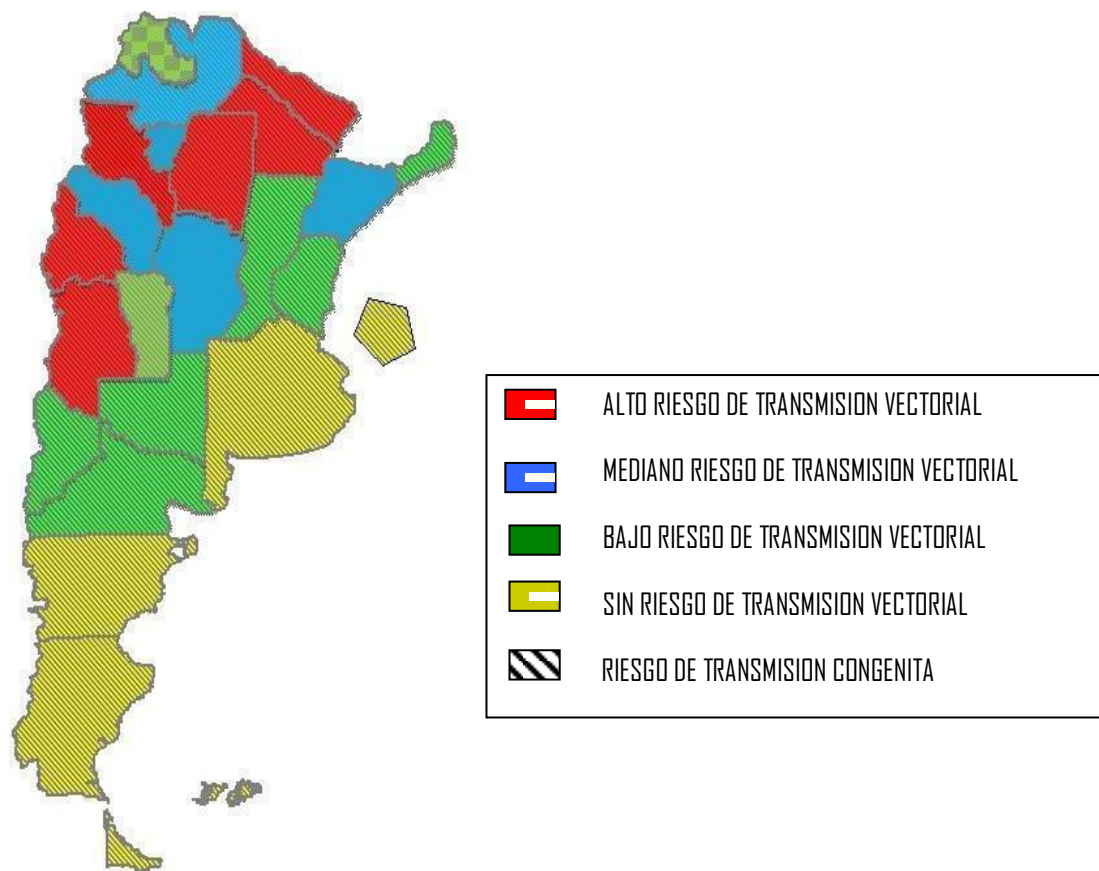 ALTO RIESGO DE TRANSMISION VECTORIAL
MEDIANO RIESGO DE TRANSMISION VECTORIAL
BAJO RIESGO DE TRANSMISION VECTORIAL
SIN RIESGO DE TRANSMISION VECTORIAL
RIESGO DE TRANSMISION CONGENITA